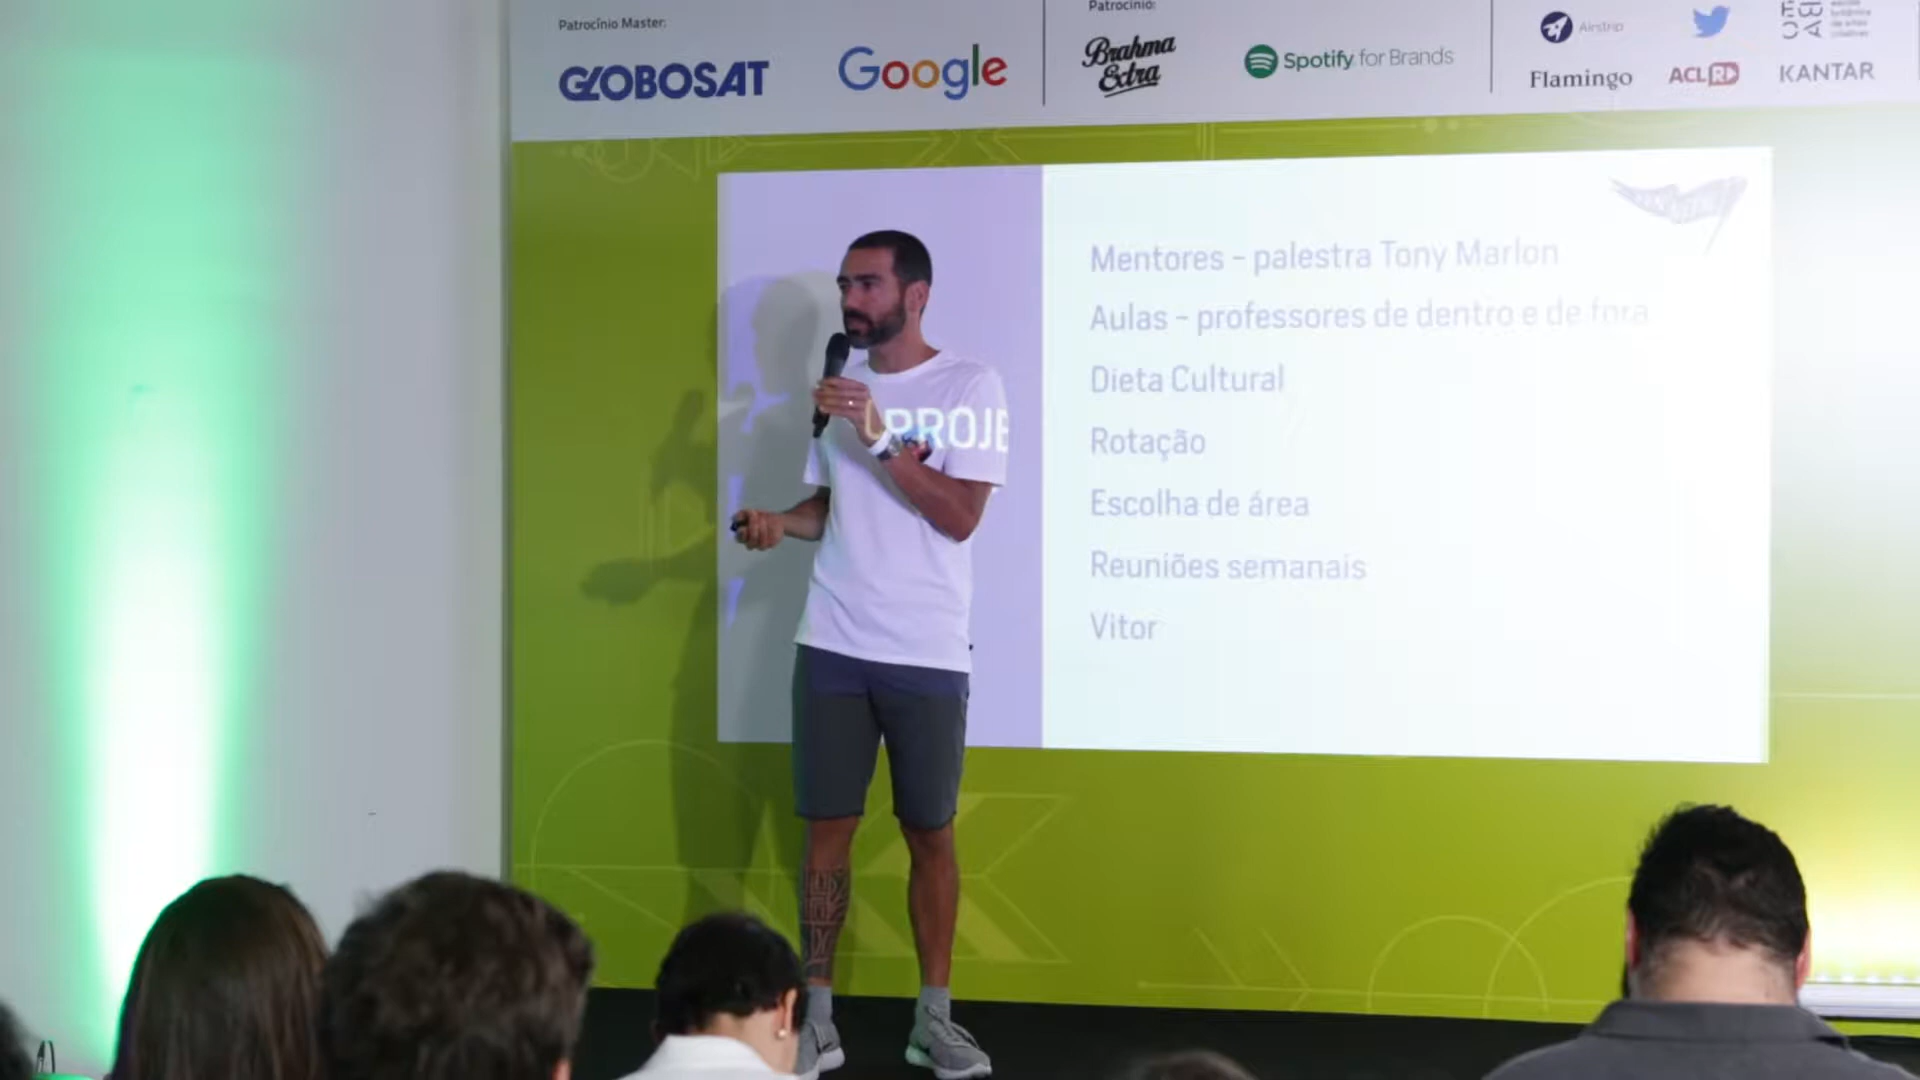 Patrocínio Master:
GLOBOSAT
Google
Patrocínio:
Brahma
Extra
Spotify for Brands
Airstrip
Flamingo
ACLRD
KANTAR
PROJE
Mentores - palestra Tony Marlon
Aulas - professores de dentro e de fora
Dieta Cultural
Rotação
Escolha de área
Reuniões semanais
Vitor